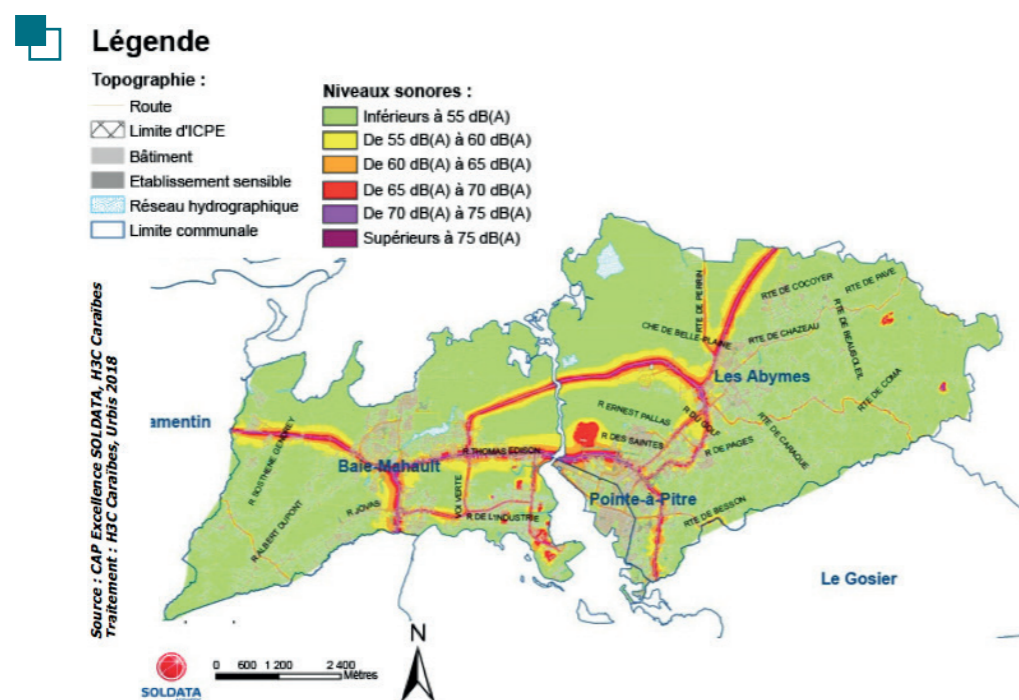 Légende
Topographie :
Route
Limite d'ICPE
Bâtiment
Etablissement sensible
Réseau hydrographique
Limite communale
Niveaux sonores :
Inférieurs à 55 dB(A)
De 55 dB(A) à 60 dB(A)
De 60 dB(A) à 65 dB(A)
De 65 dB(A) à 70 dB(A)
De 70 dB(A) à 75 dB(A)
Supérieurs à 75 dB(A)
Source : CAP Excellence SOLDATA, H3C Caraïbes
Traitement : H3C Caraïbes, Urbis 2018
RTE DE PERRIN
RTE DE COCOYER
RTE DE PAVE
CHE DE BELLE-PLAINE
RTE DE CHAZEAU
RTE DE BEAUSOLEIL
Les Abymes
RTE DE COMA
amentin
R ERNEST PALLAS
R DU GOLF
R SOSTHENE GENDREY
R DES SAINTES
RTE DE CARAQUE
R THOMAS EDISON
R DE PAGES
Baie-Mahault
VOI VERTE
Pointe-à-Pitre
R JOVAS
R DE L'INDUSTRIE
RTE DE BESSON
R ALBERT DUPONT
Le Gosier
N
0 600 1 200 2 400
Mètres
SOLDATA